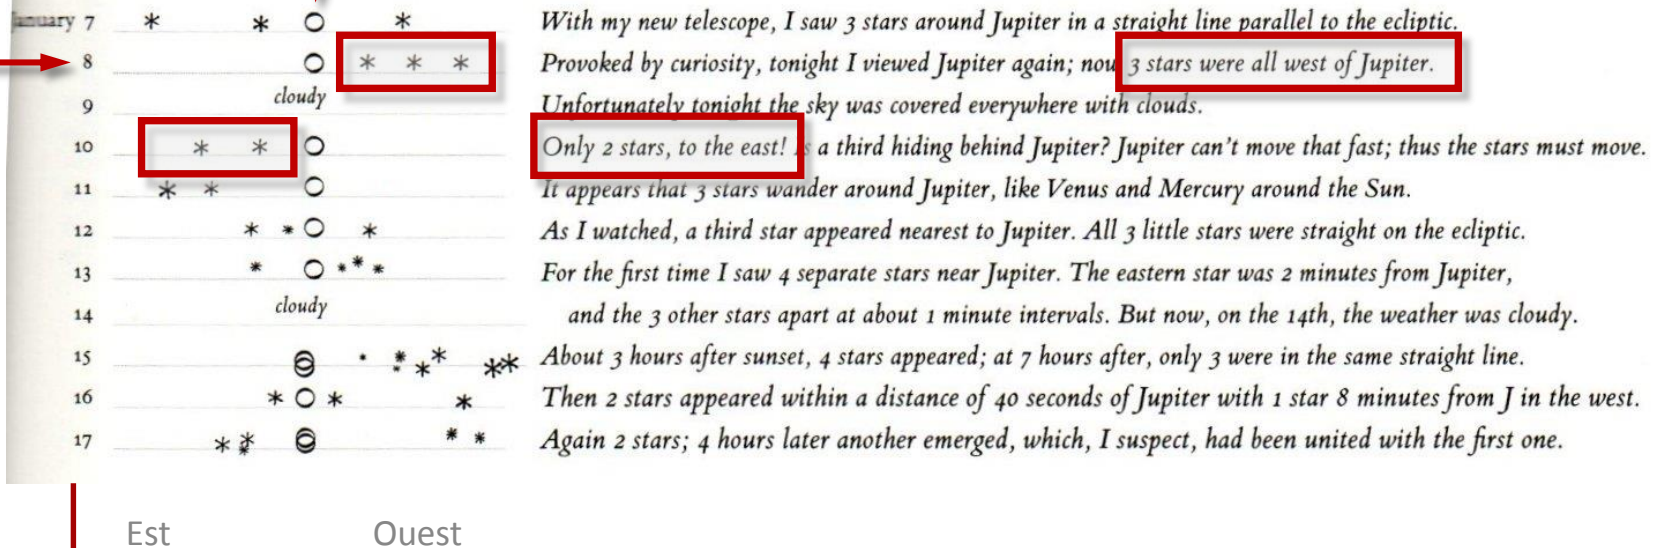 January 7 With my new telescope, I saw 3 stars around Jupiter in a straight line parallel to the ecliptic.
8 Provoked by curiosity, tonight I viewed Jupiter again; now 3 stars were all west of Jupiter.
cloudy
9 Unfortunately tonight the sky was covered everywhere with clouds.
10 Only 2 stars, to the east! Is a third hiding behind Jupiter? Jupiter can't move that fast; thus the stars must move.
11 It appears that 3 stars wander around Jupiter, like Venus and Mercury around the Sun.
12 As I watched, a third star appeared nearest to Jupiter. All 3 little stars were straight on the ecliptic.
13 For the first time I saw 4 separate stars near Jupiter. The eastern star was 2 minutes from Jupiter,
cloudy
14 and the 3 other stars apart at about 1 minute intervals. But now, on the 14th, the weather was cloudy.
15 About 3 hours after sunset, 4 stars appeared; at 7 hours after, only 3 were in the same straight line.
16 Then 2 stars appeared within a distance of 40 seconds of Jupiter with 1 star 8 minutes from J in the west.
17 Again 2 stars; 4 hours later another emerged, which, I suspect, had been united with the first one.
Est Ouest